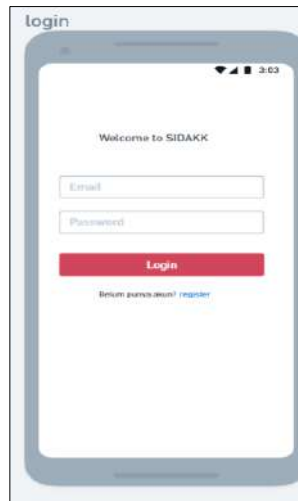 login
3:03
Welcome to SIDAKK
Email
Password
Login
Belum punya akun? register